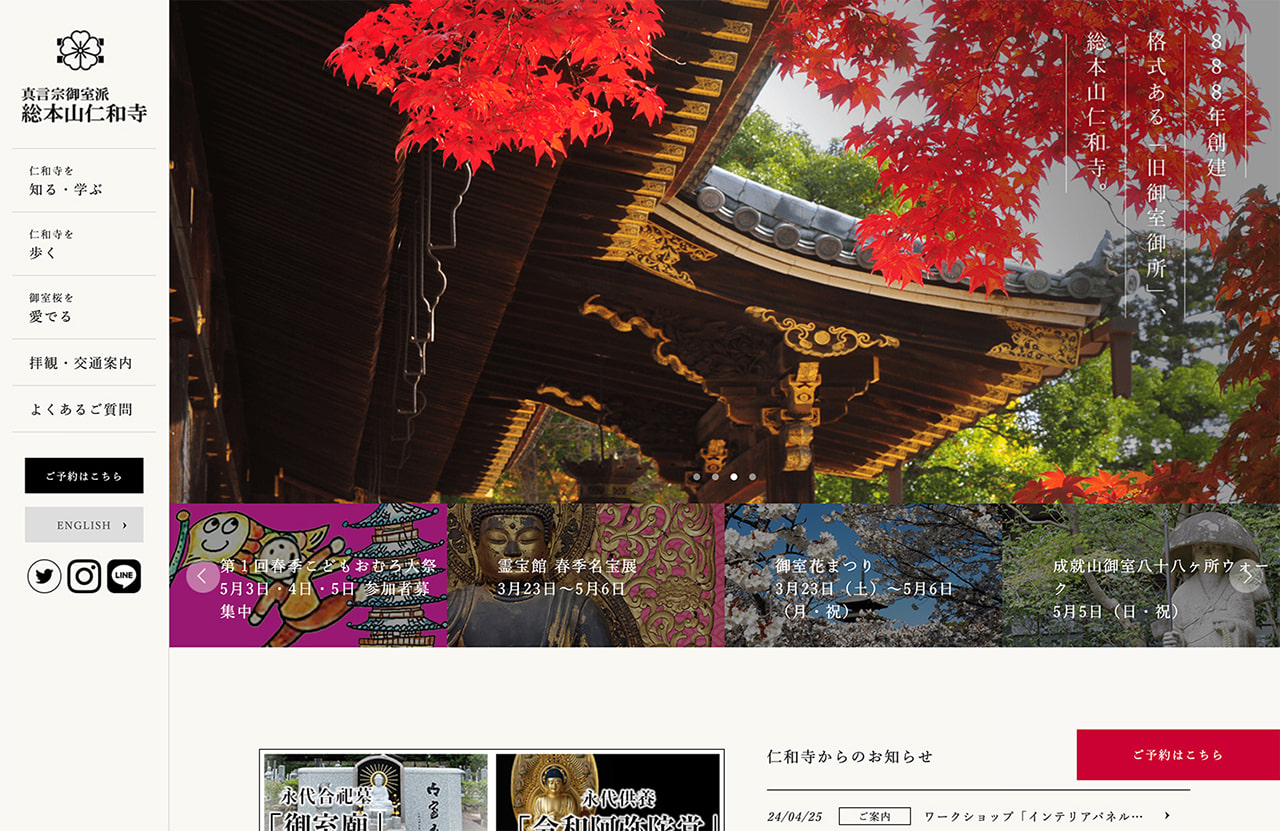 真言宗御室派
総本山仁和寺
仁和寺を
知る・学ぶ
仁和寺を
歩く
御室桜を
愛でる
拝観・交通案内
よくあるご質問
ご予約はこちら
ENGLISH
LINE
888年創建
格式ある「旧御室御所」、
総本山仁和寺。
第1回春季こどもおむろ大祭
5月3日・4日・5日 参加者募
集中
霊宝館 春季名宝展
3月23日〜5月6日
御室花まつり
3月23日（土）〜5月6日
（月・祝）
成就山御室八十八ヶ所ウォー
ク
5月5日（日・祝）
永代合祀墓
「御室廟」
永代供養
「令和阿弥陀堂」
仁和寺からのお知らせ
ご予約はこちら
24/04/25 ご案内 ワークショップ「インテリアパネル…